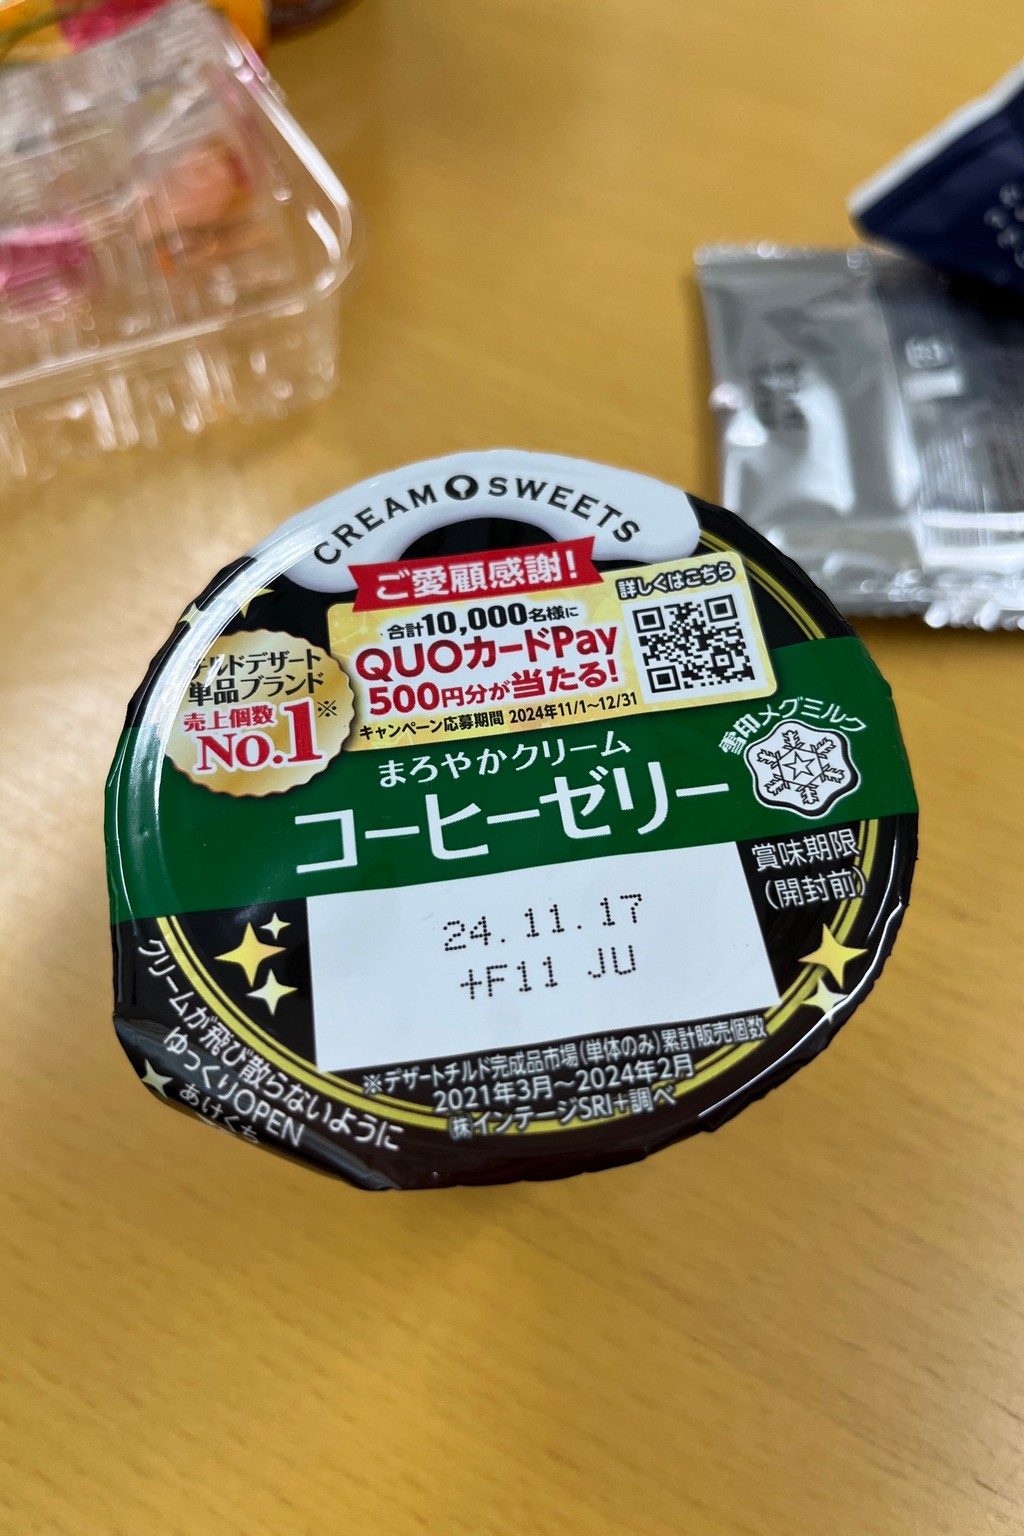 CREAM SWEETS
ご愛顧感謝!
合計10,000名様に
QUOカードPay
500円分が当たる!
キャンペーン応募期間 2024年11/1~12/31
詳しくはこちら
チルドデザート
単品ブランド
売上個数
No.1※
まろやかクリーム
コーヒーゼリー
雪印メグミルク
賞味期限
(開封前)
24.11.17
+F11 JU
※デザートチルド完成品市場(単体のみ)累計販売個数
2021年3月~2024年2月
㈱インテージSRI+調べ
クリームが飛び散らないように
ゆっくりOPEN
あけくち